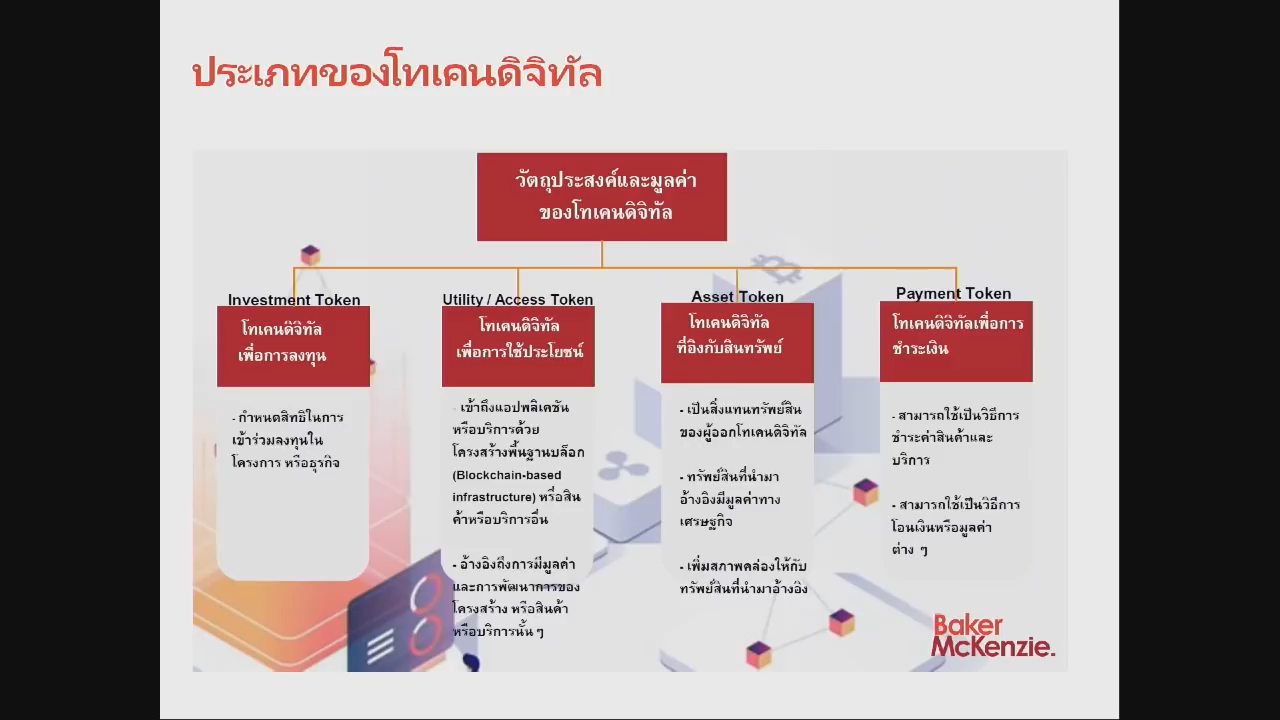 ประเภทของโทเคนดิจิทัล
วัตถุประสงค์และมูลค่า
ของโทเคนดิจิทัล
Investment Token
โทเคนดิจิทัล
เพื่อการลงทุน
- กำหนดสิทธิในการ
เข้าร่วมลงทุนใน
โครงการ หรือธุรกิจ
Utility / Access Token
โทเคนดิจิทัล
เพื่อการใช้ประโยชน์
- เข้าถึงแอปพลิเคชัน
หรือบริการด้วย
โครงสร้างพื้นฐานบล็อก
(Blockchain-based
infrastructure) หรือสิน
ค้าหรือบริการอื่น
- อ้างอิงถึงการมีมูลค่า
และการพัฒนาการของ
โครงสร้าง หรือสินค้า
หรือบริการนั้น ๆ
Asset Token
โทเคนดิจิทัล
ที่อิงกับสินทรัพย์
- เป็นสิ่งแทนทรัพย์สิน
ของผู้ออกโทเคนดิจิทัล
- ทรัพย์สินที่นำมา
อ้างอิงมีมูลค่าทาง
เศรษฐกิจ
- เพิ่มสภาพคล่องให้กับ
ทรัพย์สินที่นำมาอ้างอิง
Payment Token
โทเคนดิจิทัลเพื่อการ
ชำระเงิน
- สามารถใช้เป็นวิธีการ
ชำระค่าสินค้าและ
บริการ
- สามารถใช้เป็นวิธีการ
โอนเงินหรือมูลค่า
ต่าง ๆ
Baker
McKenzie.